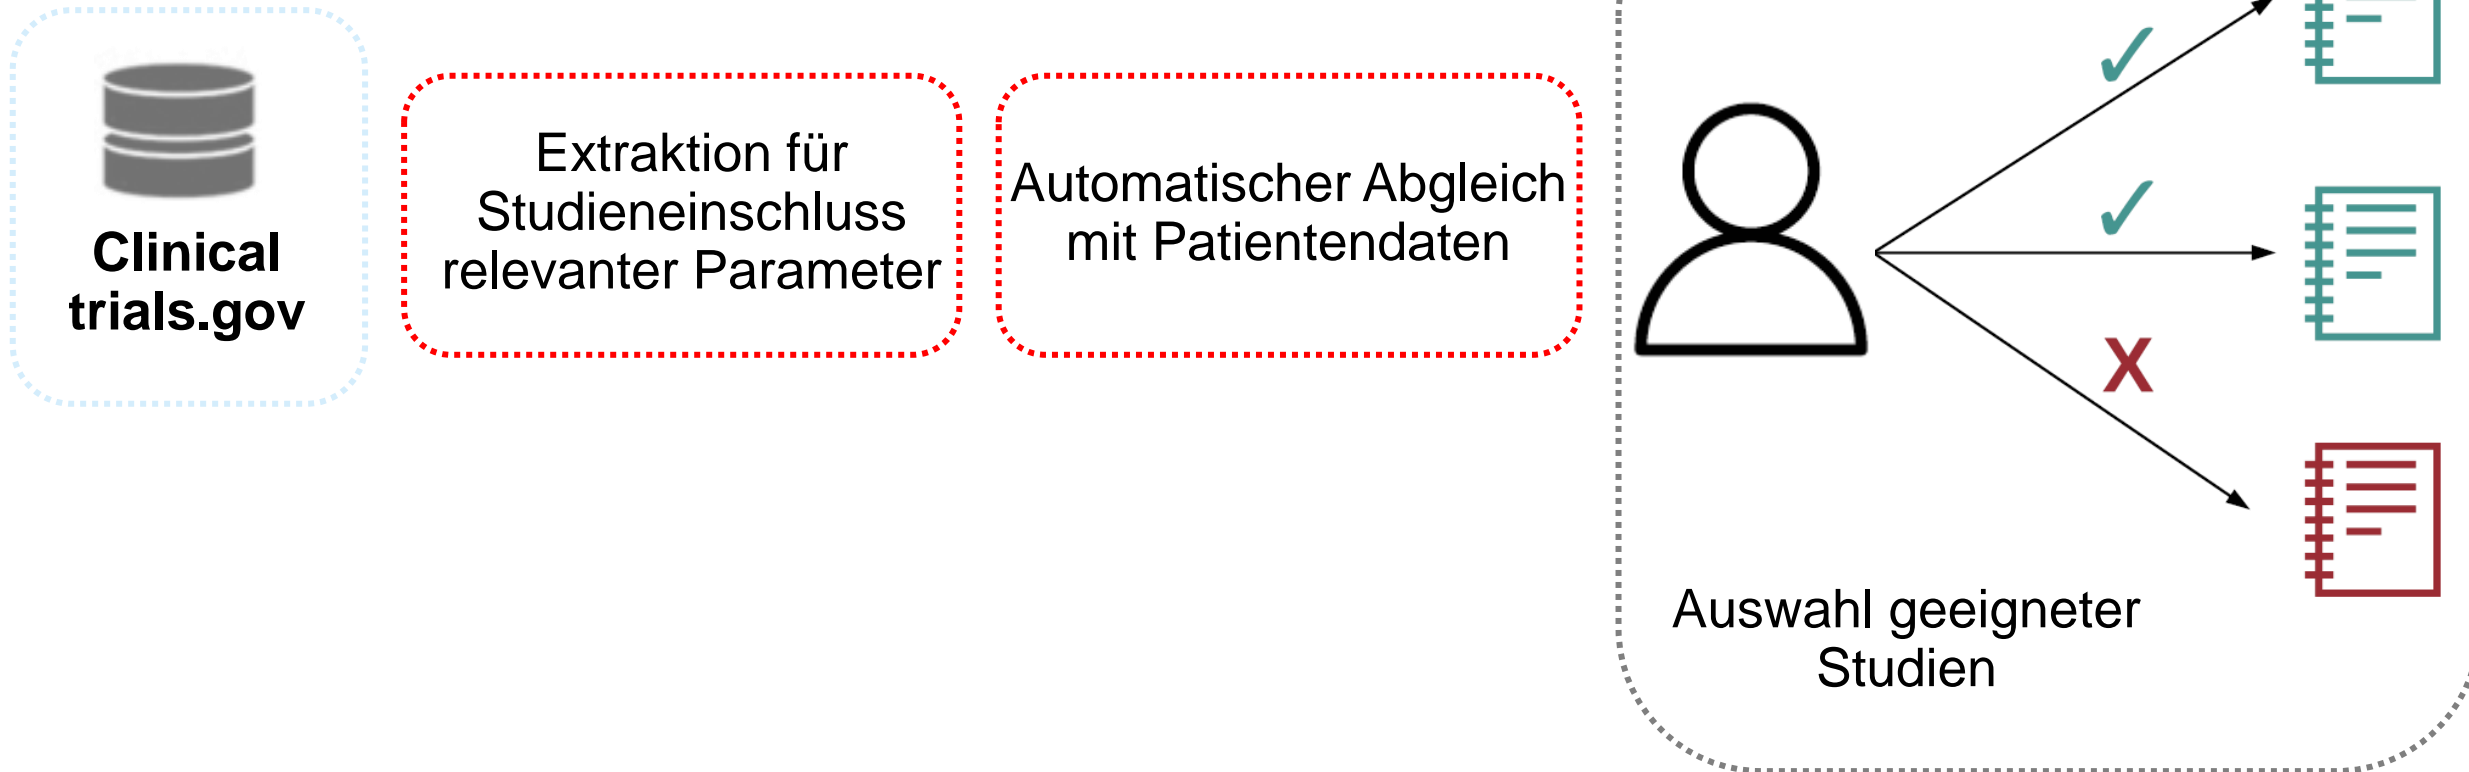 Clinical
trials.gov
Extraktion für
Studieneinschluss
relevanter Parameter
Automatischer Abgleich
mit Patientendaten
X
Auswahl geeigneter
Studien